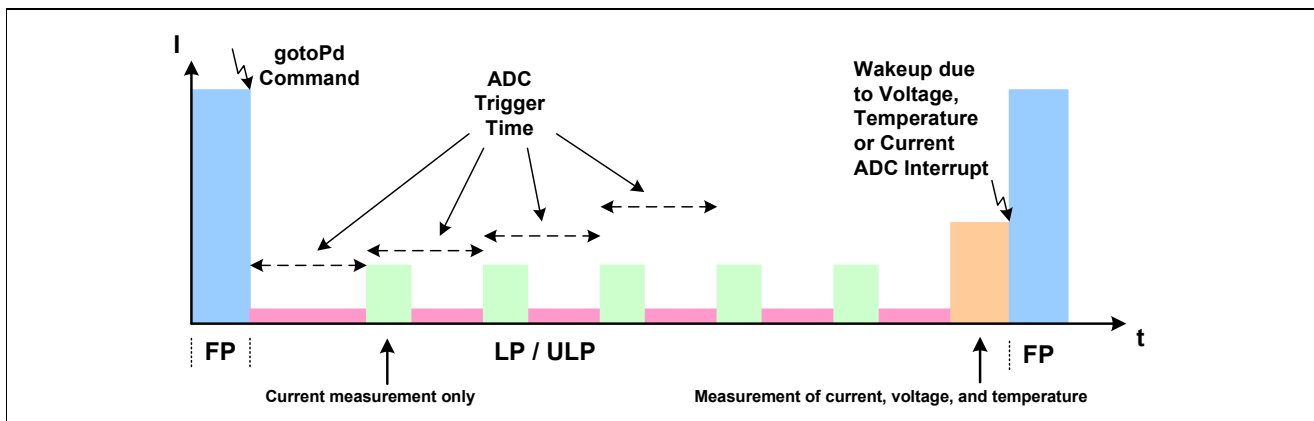 I
gotoPd
Command
ADC
Trigger
Time
Wakeup due
to Voltage,
Temperature
or Current
ADC Interrupt
t
FP
LP / ULP
FP
Current measurement only
Measurement of current, voltage, and temperature